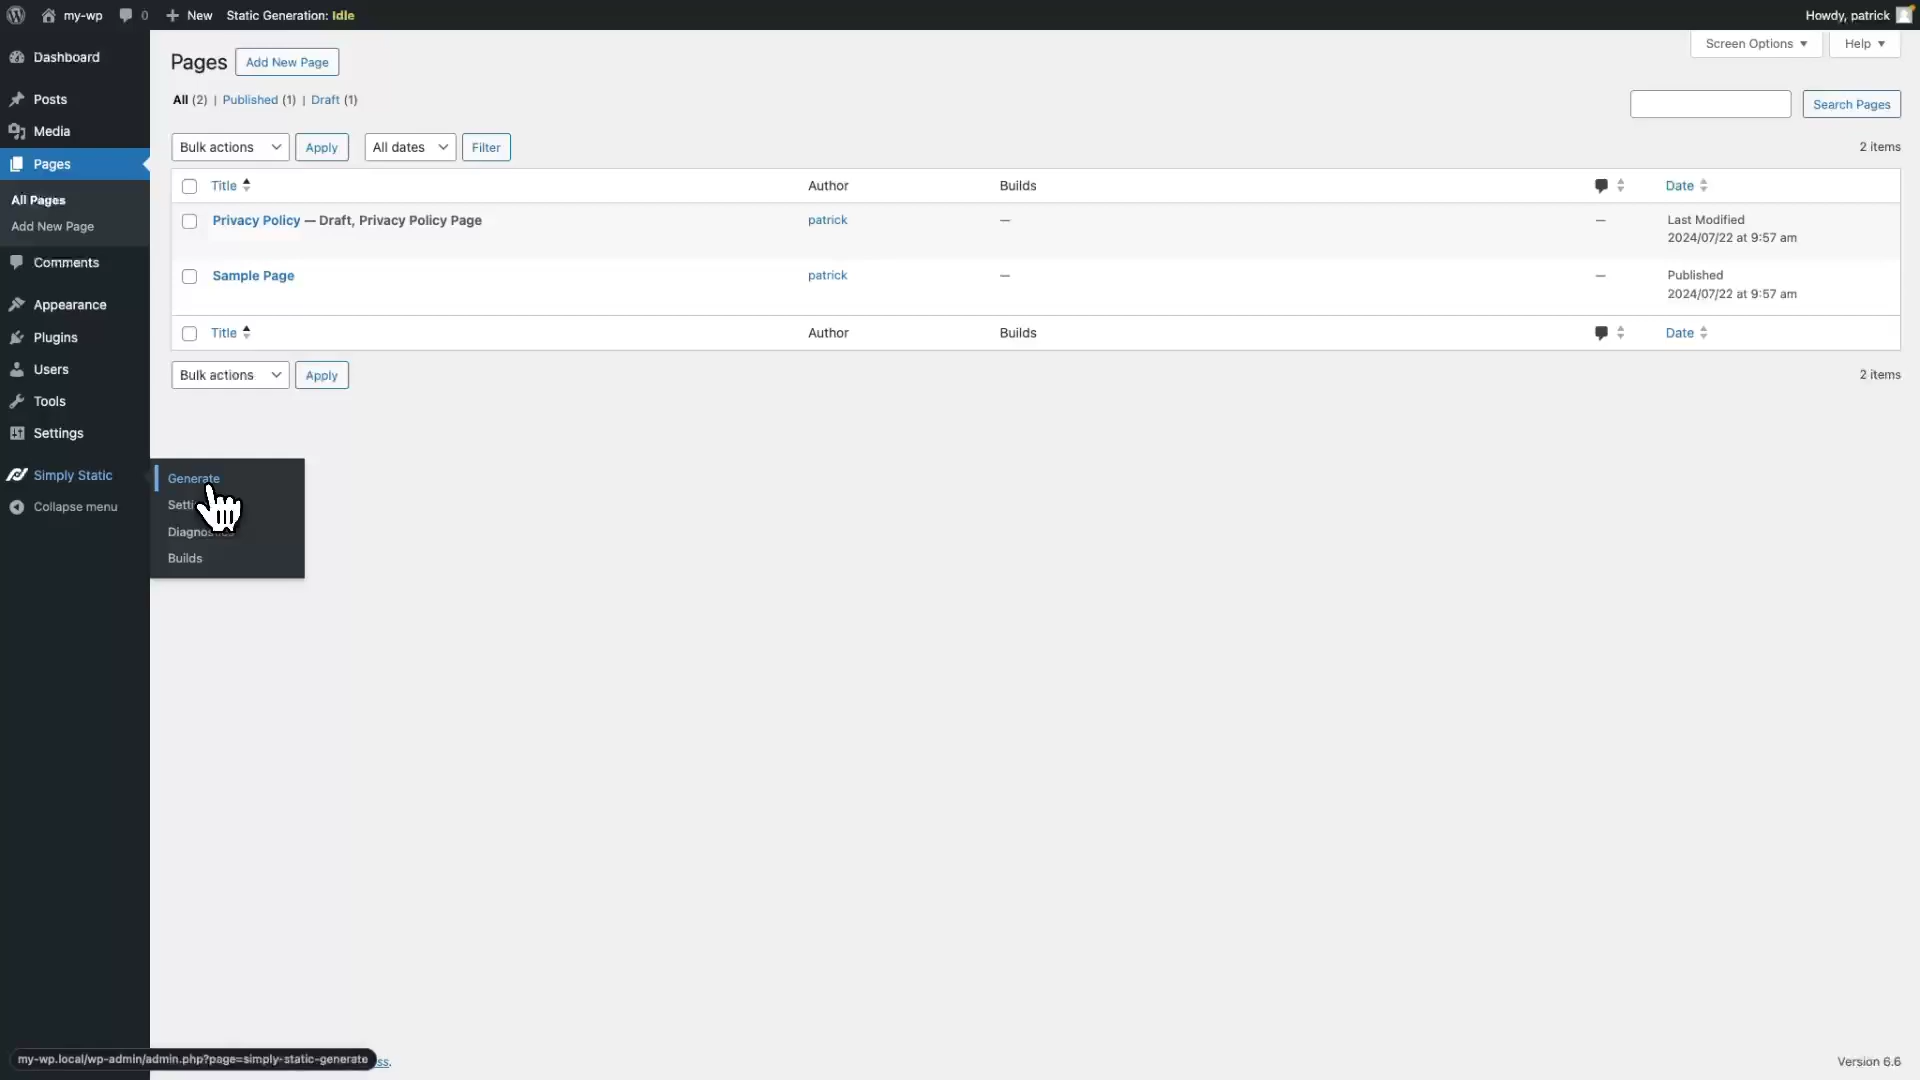 my-wp
0
New
Static Generation: Idle
Howdy, patrick
Dashboard
Posts
Media
Pages
All Pages
Add New Page
Comments
Appearance
Plugins
Users
Tools
Settings
Simply Static
Collapse menu
Generate
Setti
Diagnostics
Builds
Pages
Add New Page
Screen Options
Help
All (2) | Published (1) | Draft (1)
Search Pages
Bulk actions
Apply
All dates
Filter
2 items
Title
Author
Builds
Date
Privacy Policy — Draft, Privacy Policy Page
patrick
—
—
Last Modified
2024/07/22 at 9:57 am
Sample Page
patrick
—
—
Published
2024/07/22 at 9:57 am
Title
Author
Builds
Date
Bulk actions
Apply
2 items
my-wp.local/wp-admin/admin.php?page=simply-static-generate
ss.
Version 6.6